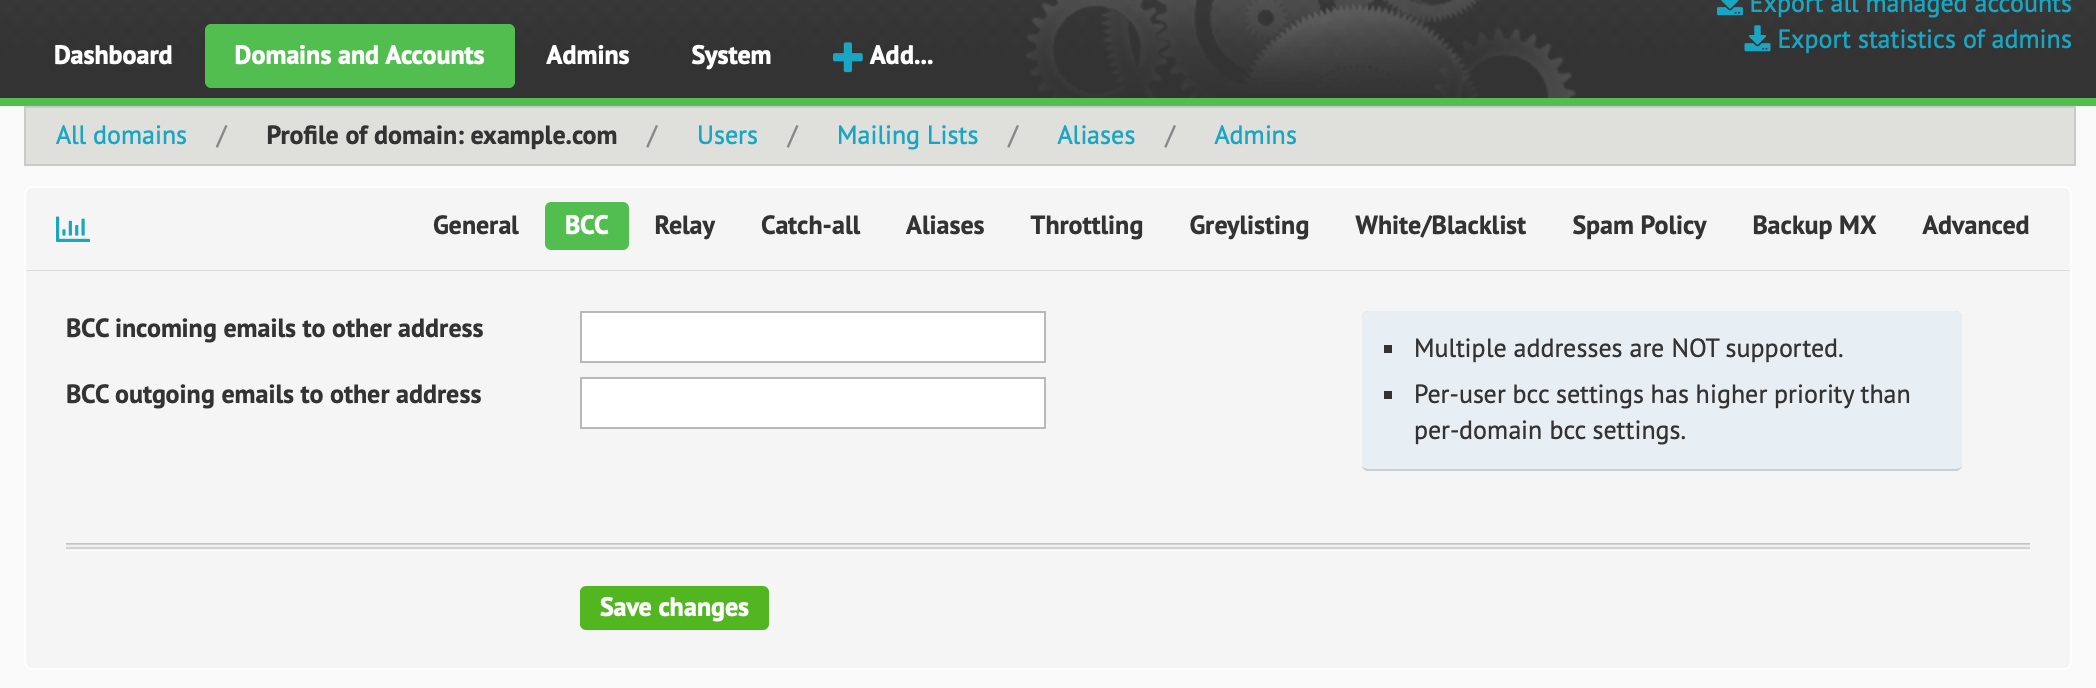 Export all managed accounts
Dashboard Domains and Accounts Admins System Add... Export statistics of admins
All domains / Profile of domain: example.com / Users / Mailing Lists / Aliases / Admins
General BCC Relay Catch-all Aliases Throttling Greylisting White/Blacklist Spam Policy Backup MX Advanced
BCC incoming emails to other address
BCC outgoing emails to other address
Multiple addresses are NOT supported.
Per-user bcc settings has higher priority than
per-domain bcc settings.
Save changes